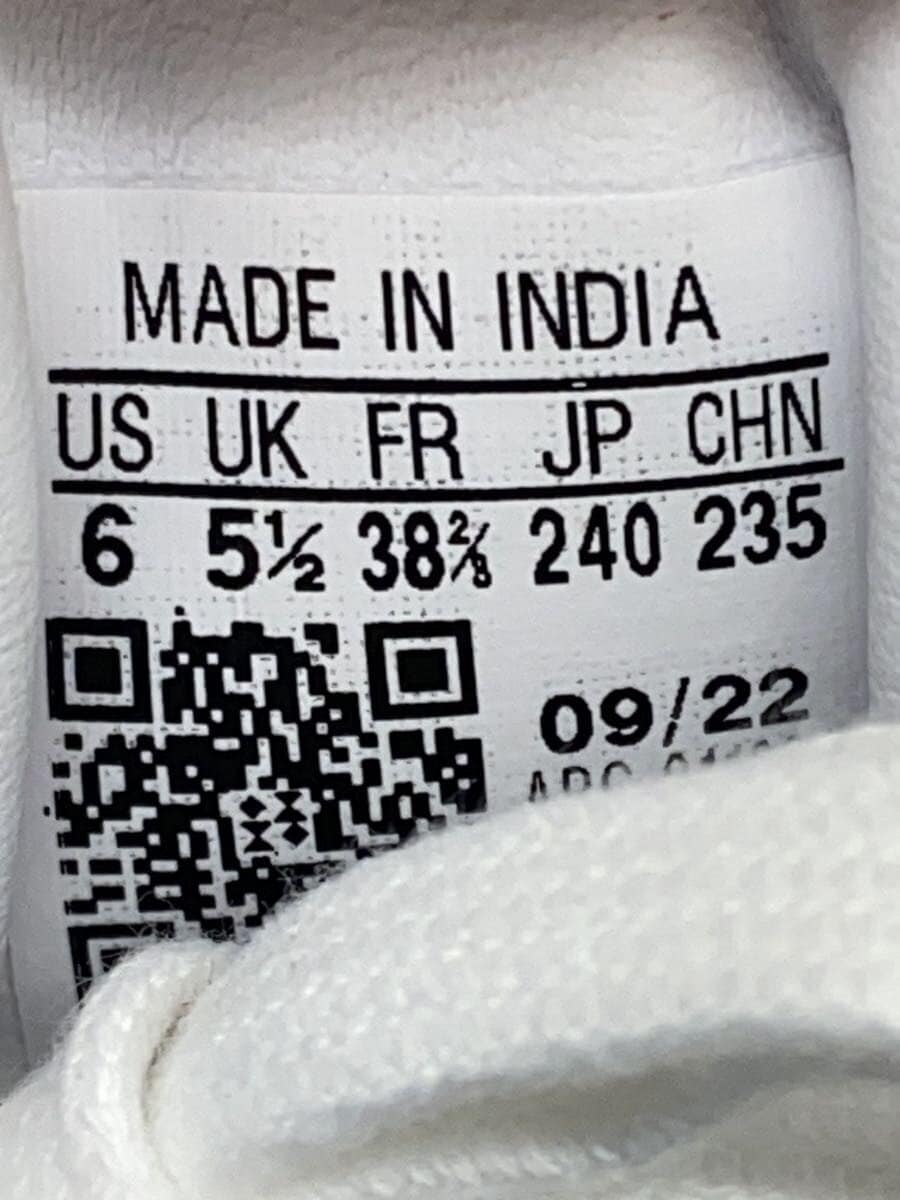 MADE IN INDIA
US UK FR JP CHN
6 5½ 38⅔ 240 235
09/22